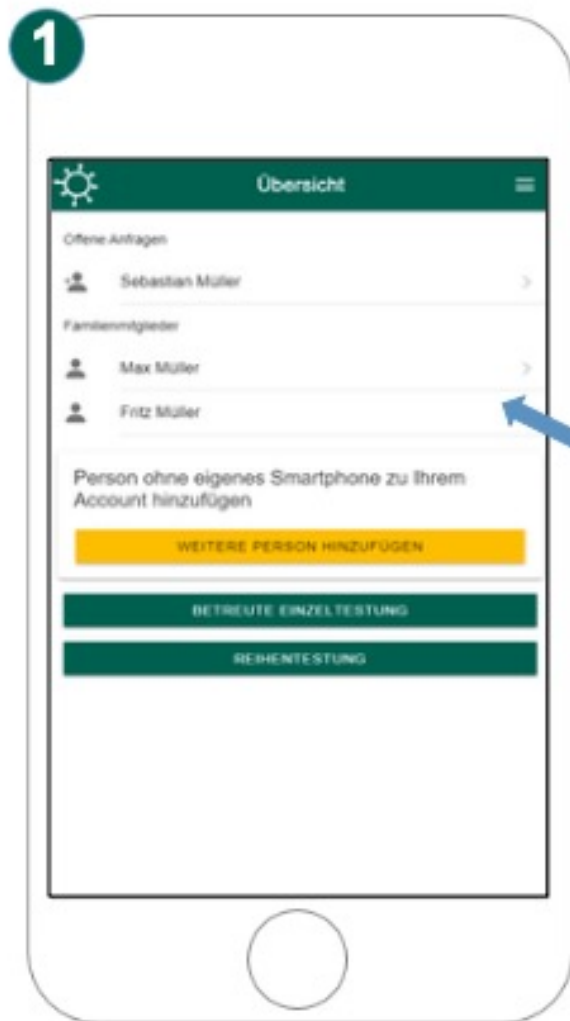 1
Übersicht
Offene Anfragen
Sebastian Müller
Familienmitglieder
Max Müller
Fritz Müller
Person ohne eigenes Smartphone zu Ihrem
Account hinzufügen
WEITERE PERSON HINZUFÜGEN
BETREUTE EINZELTESTUNG
REIHENTESTUNG